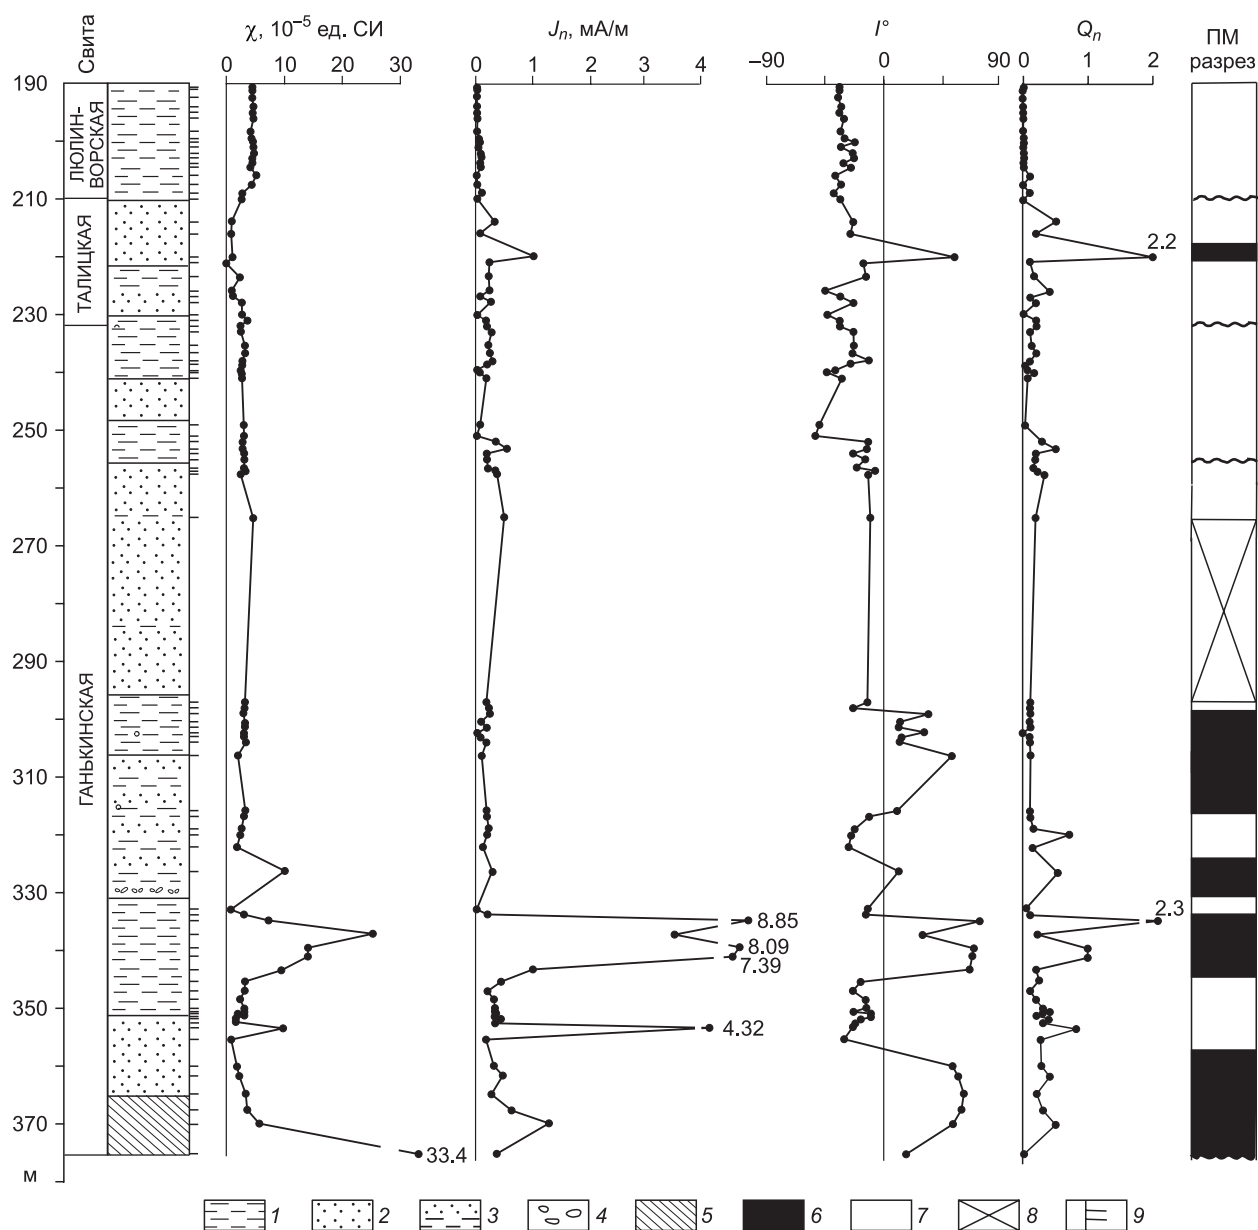 Свита
χ, 10⁻⁵ ед. СИ
Jₙ, мА/м
I°
Qₙ
ПМ
разрез
0 10 30
0 1 2 3 4
–90 0 90
0 1 2
190
210
230
250
270
290
310
330
350
370
м
ЛЮЛИН-
ВОРСКАЯ
ТАЛИЦКАЯ
ГАНЬКИНСКАЯ
2.2
2.3
8.85
8.09
7.39
4.32
33.4
1 2 3 4 5 6 7 8 9